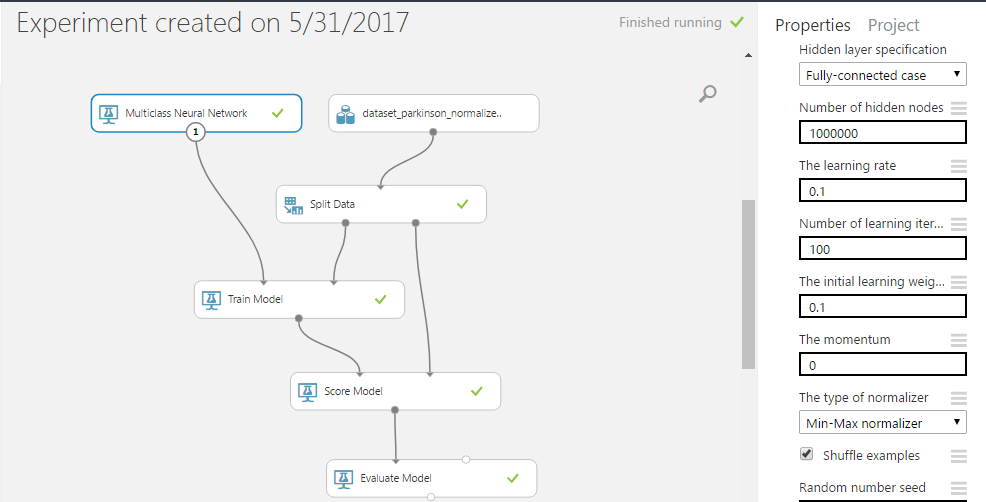 Experiment created on 5/31/2017
Finished running
Properties Project
Hidden layer specification
Fully-connected case
Number of hidden nodes
1000000
The learning rate
0.1
Number of learning iter...
100
The initial learning weig...
0.1
The momentum
0
The type of normalizer
Min-Max normalizer
Shuffle examples
Random number seed
Multiclass Neural Network
1
dataset_parkinson_normalize..
Split Data
Train Model
Score Model
Evaluate Model